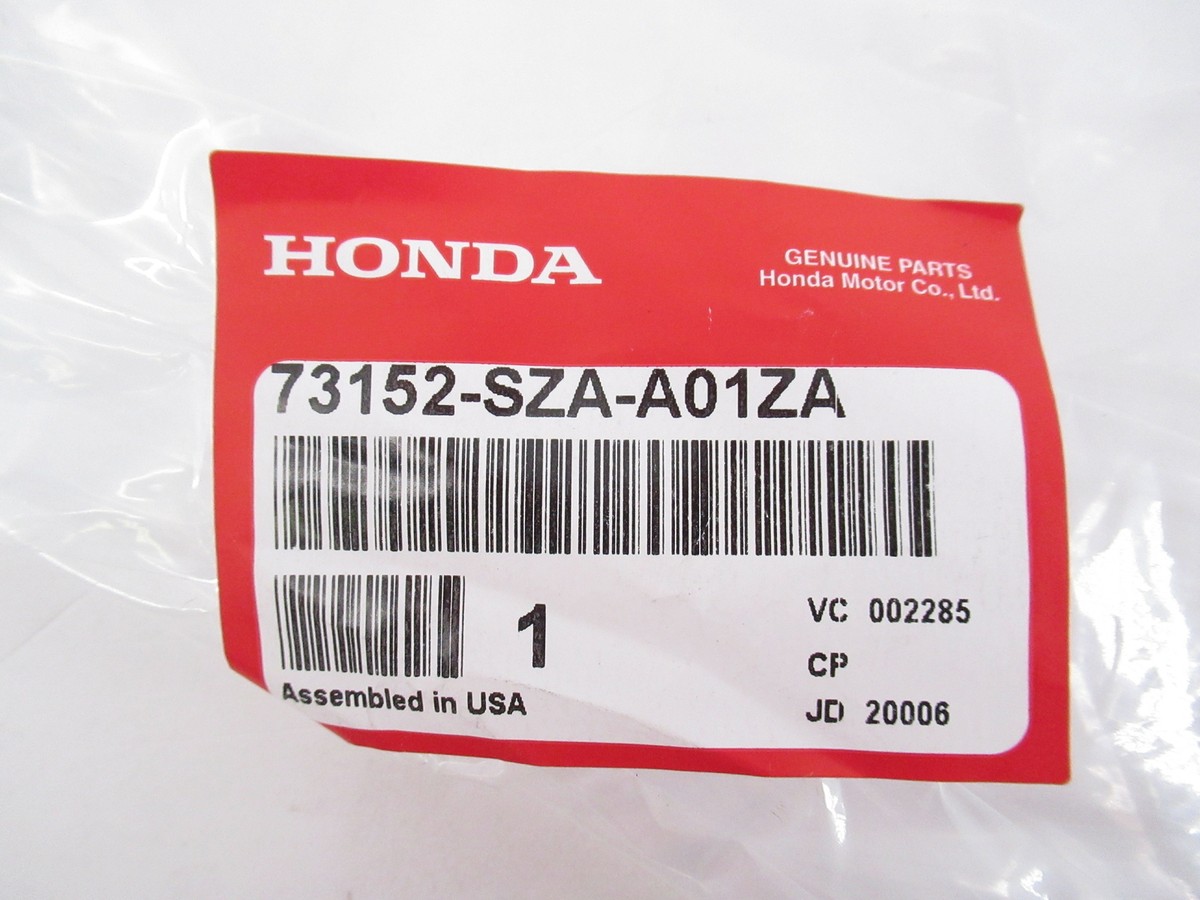 HONDA
GENUINE PARTS
Honda Motor Co., Ltd.
73152-SZA-A01ZA
1
VC 002285
CP
JD 20006
Assembled in USA